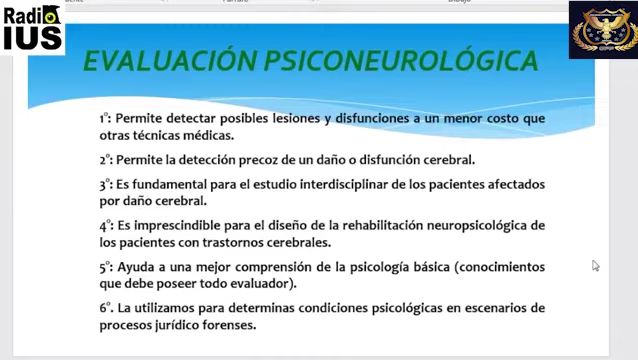 Radio
IUS
EVALUACIÓN PSICONEUROLÓGICA
1°: Permite detectar posibles lesiones y disfunciones a un menor costo que
otras técnicas médicas.
2°: Permite la detección precoz de un daño o disfunción cerebral.
3°: Es fundamental para el estudio interdisciplinar de los pacientes afectados
por daño cerebral.
4°: Es imprescindible para el diseño de la rehabilitación neuropsicológica de
los pacientes con trastornos cerebrales.
5°: Ayuda a una mejor comprensión de la psicología básica (conocimientos
que debe poseer todo evaluador).
6°. La utilizamos para determinas condiciones psicológicas en escenarios de
procesos jurídico forenses.